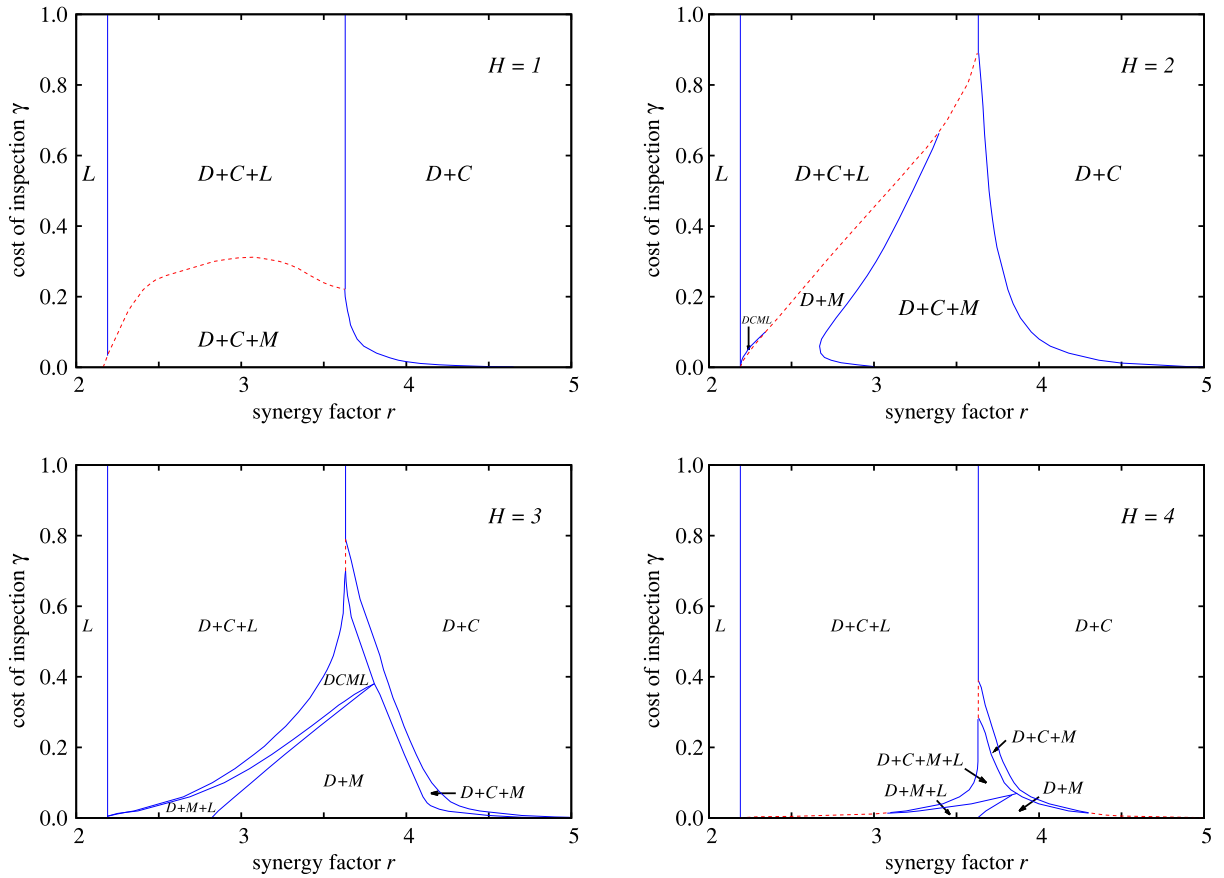 H = 1
L
D+C+L
D+C
D+C+M
cost of inspection γ
0.0
0.2
0.4
0.6
0.8
1.0
2
3
4
5
synergy factor r
H = 2
L
D+C+L
D+C
DCML
D+M
D+C+M
cost of inspection γ
0.0
0.2
0.4
0.6
0.8
1.0
2
3
4
5
synergy factor r
H = 3
L
D+C+L
D+C
DCML
D+M
D+C+M
D+M+L
cost of inspection γ
0.0
0.2
0.4
0.6
0.8
1.0
2
3
4
5
synergy factor r
H = 4
L
D+C+L
D+C
D+C+M
D+C+M+L
D+M+L
D+M
cost of inspection γ
0.0
0.2
0.4
0.6
0.8
1.0
2
3
4
5
synergy factor r